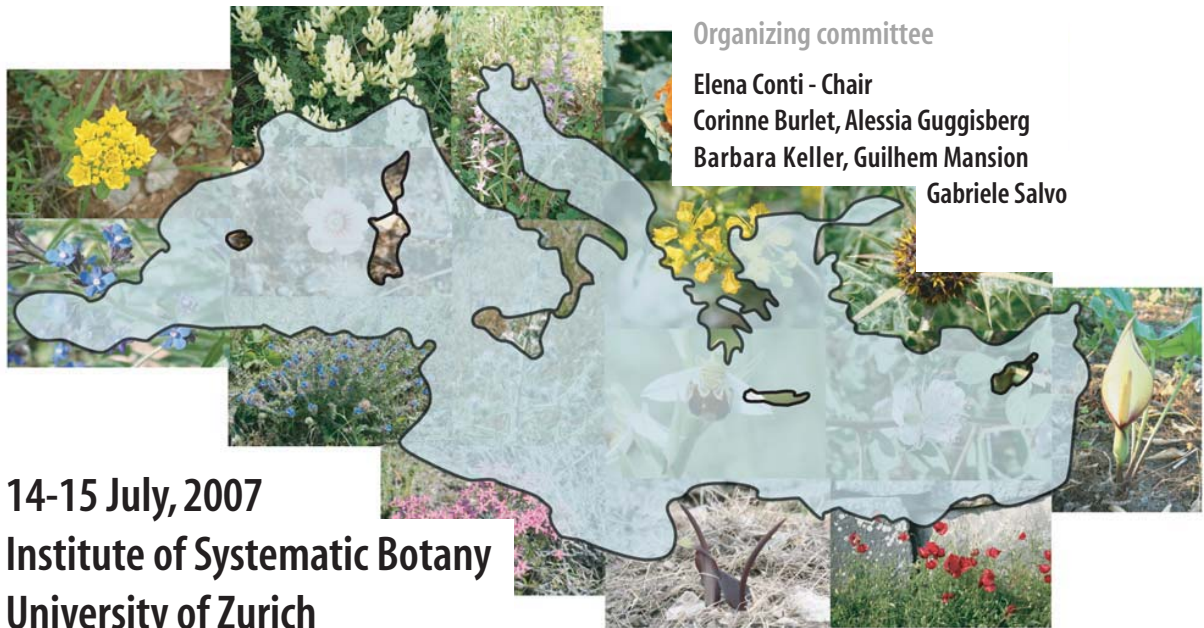 Organizing committee
Elena Conti - Chair
Corinne Burlet, Alessia Guggisberg
Barbara Keller, Guilhem Mansion
Gabriele Salvo
14-15 July, 2007
Institute of Systematic Botany
University of Zurich